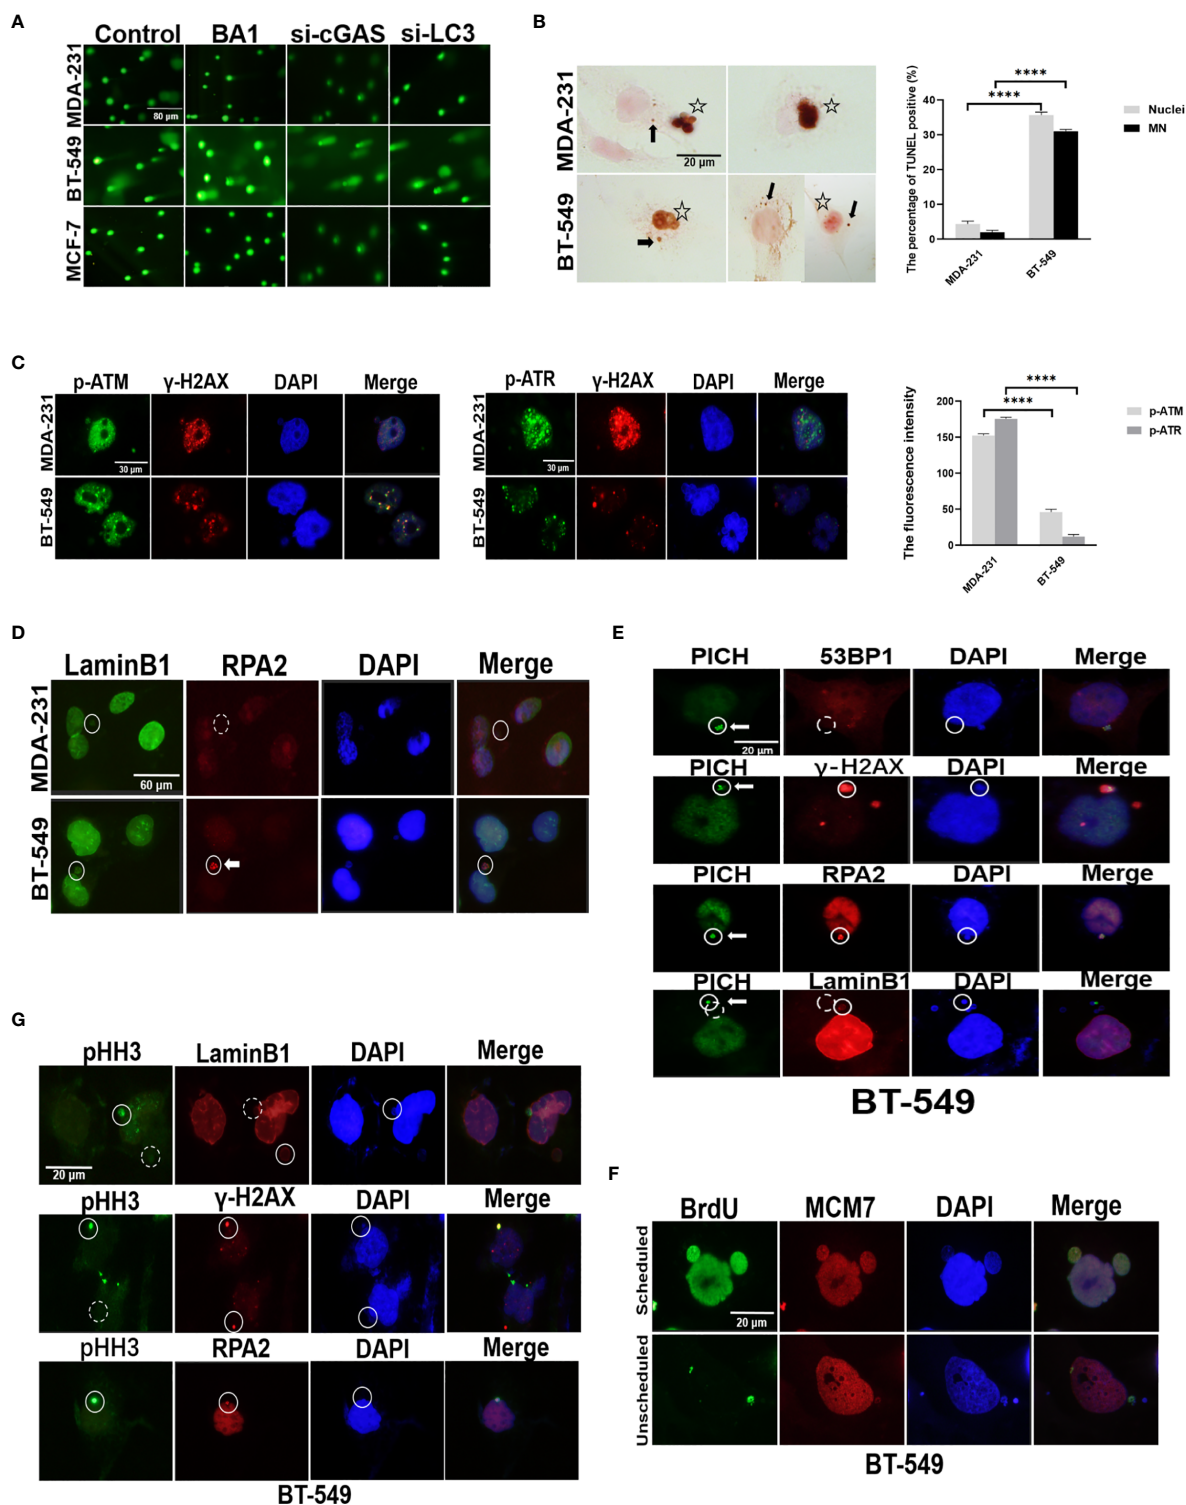 A
Control BA1 si-cGAS si-LC3
MDA-231
80 µm
BT-549
MCF-7
B
MDA-231
20 µm
BT-549
The percentage of TUNEL positive (%)
40
30
20
10
0
**** 
****
Nuclei
MN
MDA-231
BT-549
C
p-ATM γ-H2AX DAPI Merge
MDA-231
30 µm
BT-549
p-ATR γ-H2AX DAPI Merge
MDA-231
30 µm
BT-549
The fluorescence intensity
200
150
100
50
0
****
****
p-ATM
p-ATR
MDA-231
BT-549
D
LaminB1 RPA2 DAPI Merge
MDA-231
60 µm
BT-549
E
PICH 53BP1 DAPI Merge
20 µm
PICH γ-H2AX DAPI Merge
PICH RPA2 DAPI Merge
PICH LaminB1 DAPI Merge
BT-549
G
pHH3 LaminB1 DAPI Merge
20 µm
pHH3 γ-H2AX DAPI Merge
pHH3 RPA2 DAPI Merge
BT-549
F
BrdU MCM7 DAPI Merge
Scheduled
20 µm
Unscheduled
BT-549